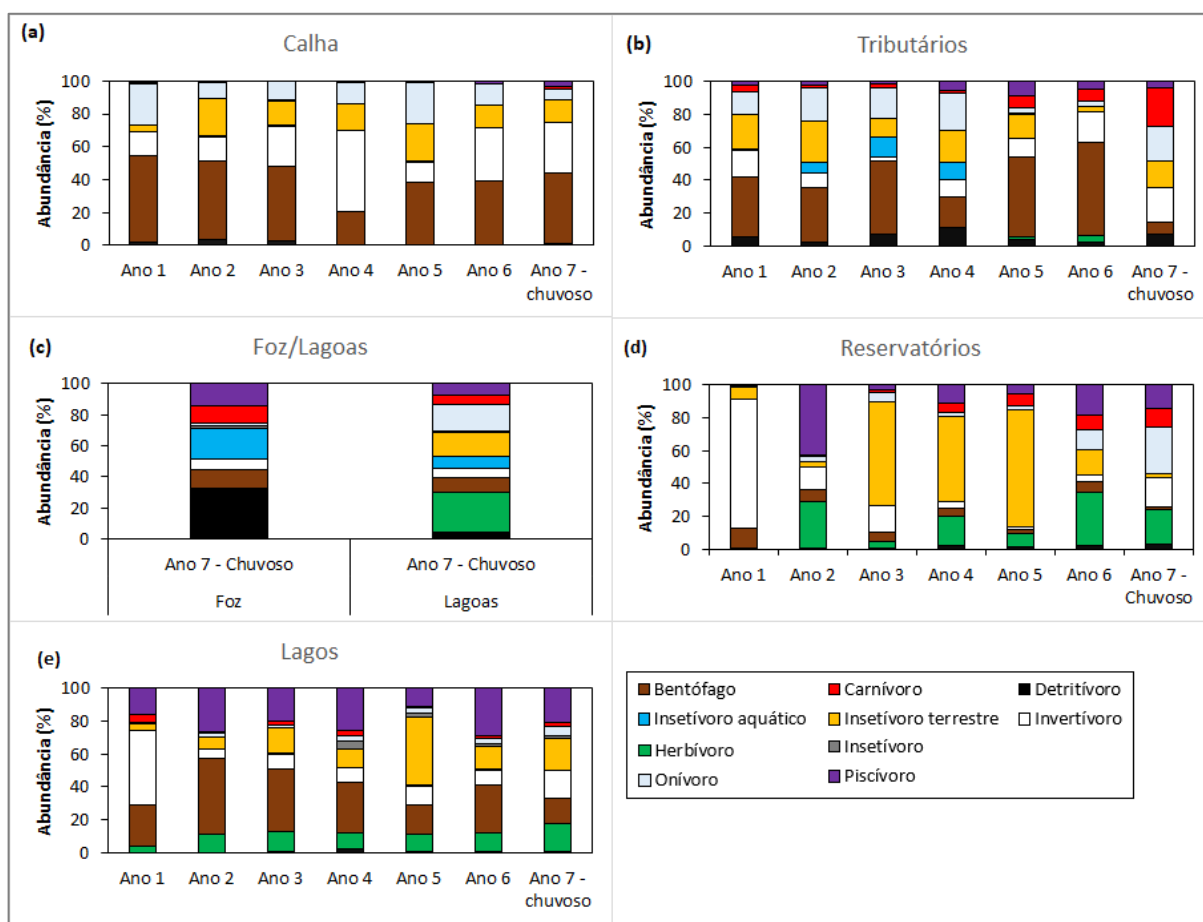 (a)
Calha
Abundância (%)
100
80
60
40
20
0
Ano 1 Ano 2 Ano 3 Ano 4 Ano 5 Ano 6 Ano 7 -
chuvoso
(b)
Tributários
Abundância (%)
100
80
60
40
20
0
Ano 1 Ano 2 Ano 3 Ano 4 Ano 5 Ano 6 Ano 7 -
chuvoso
(c)
Foz/Lagoas
Abundância (%)
100
80
60
40
20
0
Ano 7 - Chuvoso Ano 7 - Chuvoso
Foz Lagoas
(d)
Reservatórios
Abundância (%)
100
80
60
40
20
0
Ano 1 Ano 2 Ano 3 Ano 4 Ano 5 Ano 6 Ano 7 -
Chuvoso
(e)
Lagos
Abundância (%)
100
80
60
40
20
0
Ano 1 Ano 2 Ano 3 Ano 4 Ano 5 Ano 6 Ano 7 -
chuvoso
Bentófago Carnívoro Detritívoro
Insetívoro aquático Insetívoro terrestre Invertívoro
Herbívoro Insetívoro
Onívoro Piscívoro